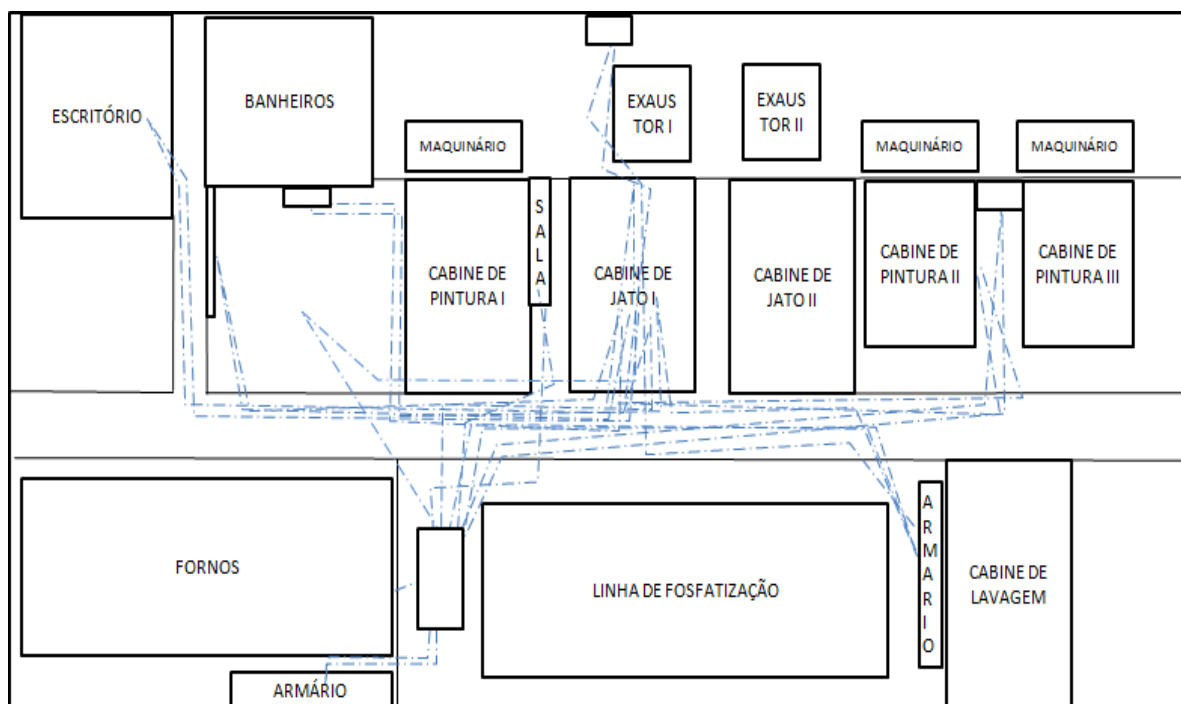 ESCRITÓRIO
BANHEIROS
EXAUS
TOR I
EXAUS
TOR II
MAQUINÁRIO
MAQUINÁRIO
MAQUINÁRIO
CABINE DE
PINTURA I
S
A
L
A
CABINE DE
JATO I
CABINE DE
JATO II
CABINE DE
PINTURA II
CABINE DE
PINTURA III
FORNOS
LINHA DE FOSFATIZAÇÃO
A
R
M
A
R
I
O
CABINE DE
LAVAGEM
ARMÁRIO